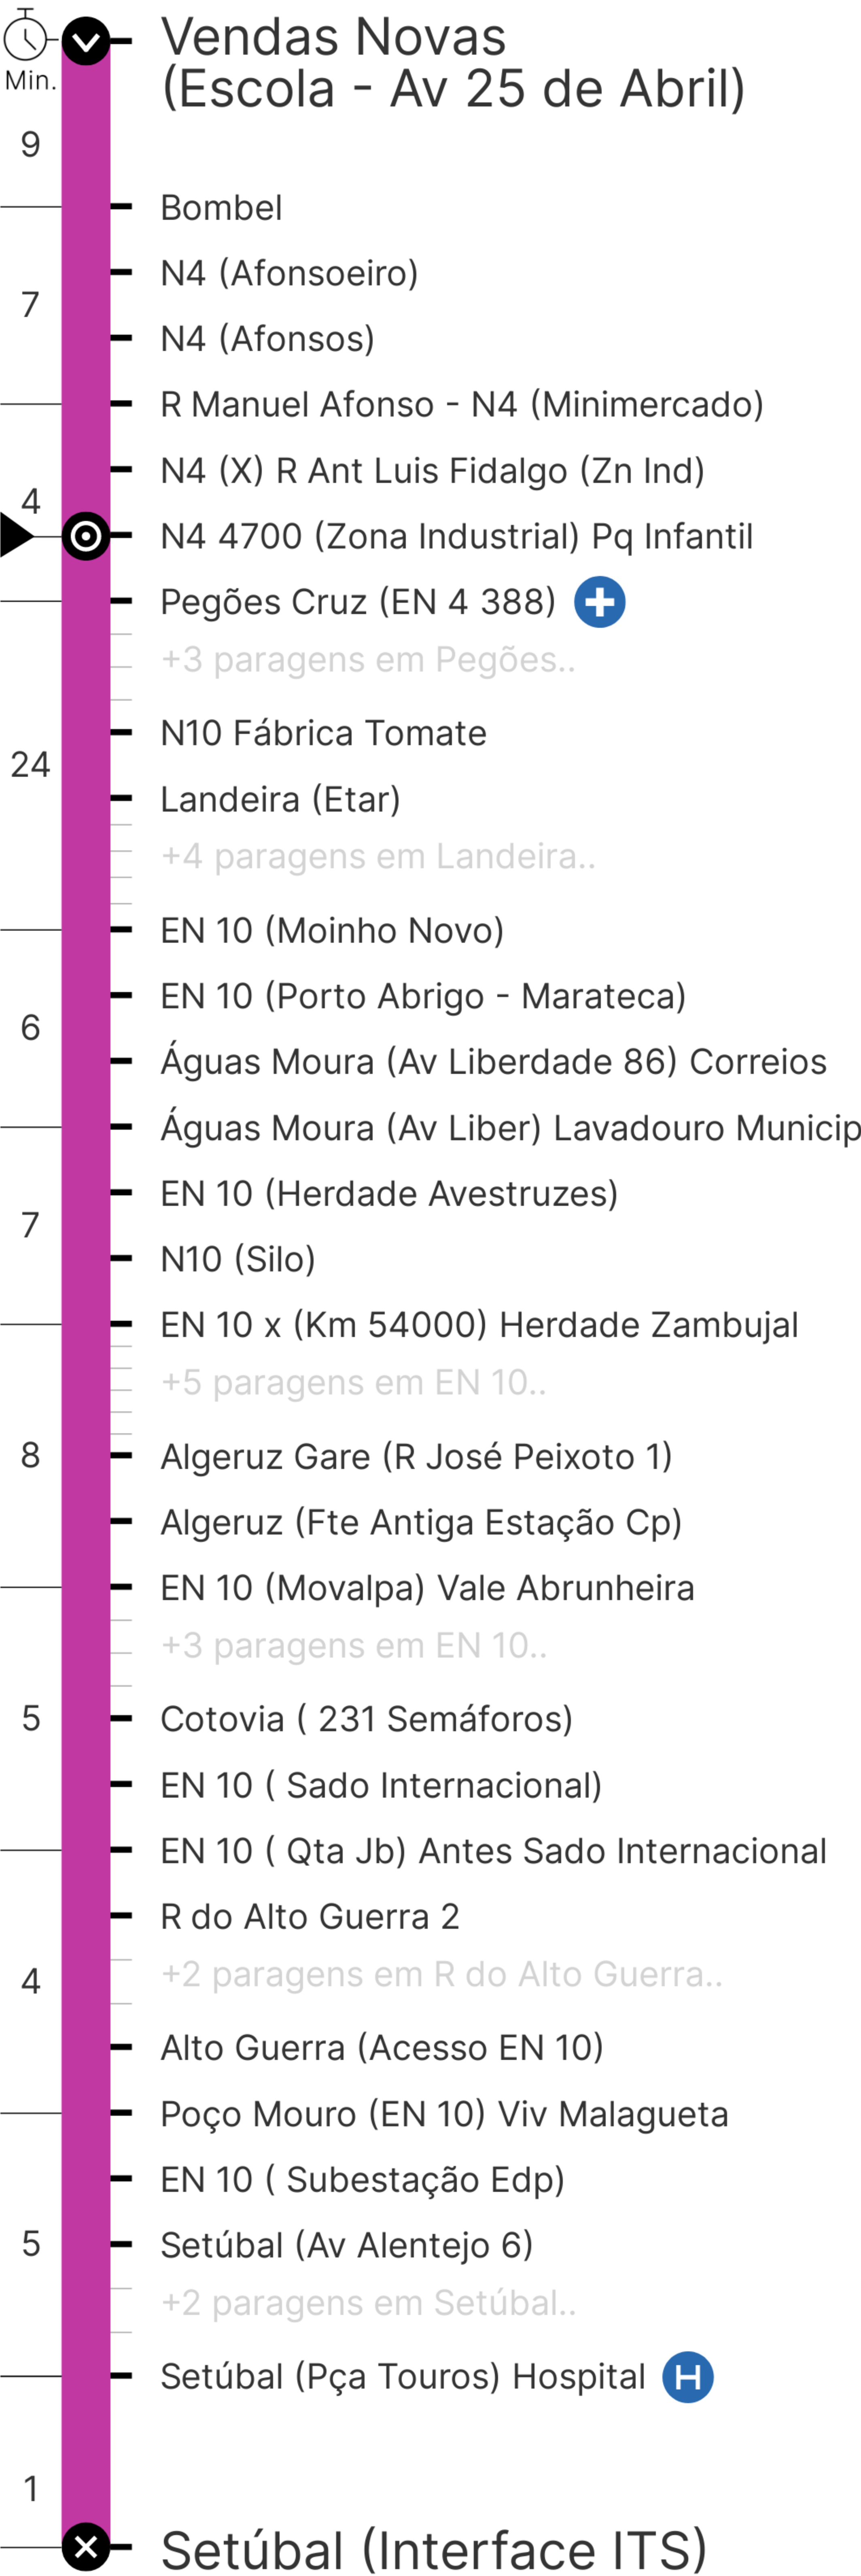 Vendas Novas
(Escola - Av 25 de Abril)
Min.
9
Bombel
N4 (Afonsoeiro)
7
N4 (Afonsos)
R Manuel Afonso - N4 (Minimercado)
N4 (X) R Ant Luis Fidalgo (Zn Ind)
4
N4 4700 (Zona Industrial) Pq Infantil
Pegões Cruz (EN 4 388)
+3 paragens em Pegões..
N10 Fábrica Tomate
24
Landeira (Etar)
+4 paragens em Landeira..
EN 10 (Moinho Novo)
EN 10 (Porto Abrigo - Marateca)
6
Águas Moura (Av Liberdade 86) Correios
Águas Moura (Av Liber) Lavadouro Municip
EN 10 (Herdade Avestruzes)
7
N10 (Silo)
EN 10 x (Km 54000) Herdade Zambujal
+5 paragens em EN 10..
8
Algeruz Gare (R José Peixoto 1)
Algeruz (Fte Antiga Estação Cp)
EN 10 (Movalpa) Vale Abrunheira
+3 paragens em EN 10..
5
Cotovia ( 231 Semáforos)
EN 10 ( Sado Internacional)
EN 10 ( Qta Jb) Antes Sado Internacional
R do Alto Guerra 2
+2 paragens em R do Alto Guerra..
4
Alto Guerra (Acesso EN 10)
Poço Mouro (EN 10) Viv Malagueta
EN 10 ( Subestação Edp)
5
Setúbal (Av Alentejo 6)
+2 paragens em Setúbal..
Setúbal (Pça Touros) Hospital H
1
Setúbal (Interface ITS)